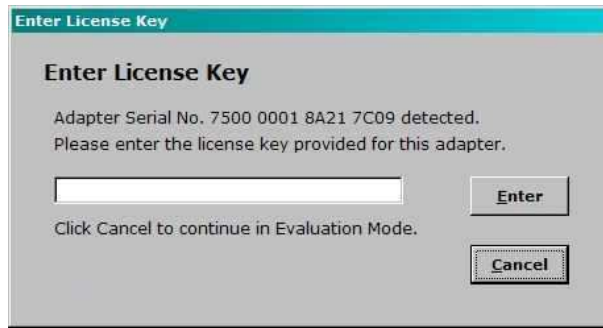 Enter License Key
Enter License Key
Adapter Serial No. 7500 0001 8A21 7C09 detected.
Please enter the license key provided for this adapter.
Enter
Click Cancel to continue in Evaluation Mode.
Cancel